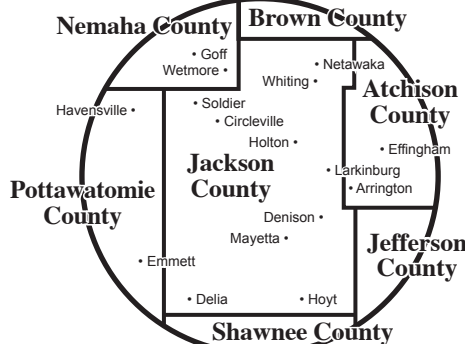 Nemaha County
Brown County
Goff
Wetmore
Netawaka
Whiting
Atchison
County
Havensville
Soldier
Circleville
Holton
Effingham
Jackson
County
Larkinburg
Arrington
Pottawatomie
County
Denison
Mayetta
Jefferson
County
Emmett
Delia
Hoyt
Shawnee County